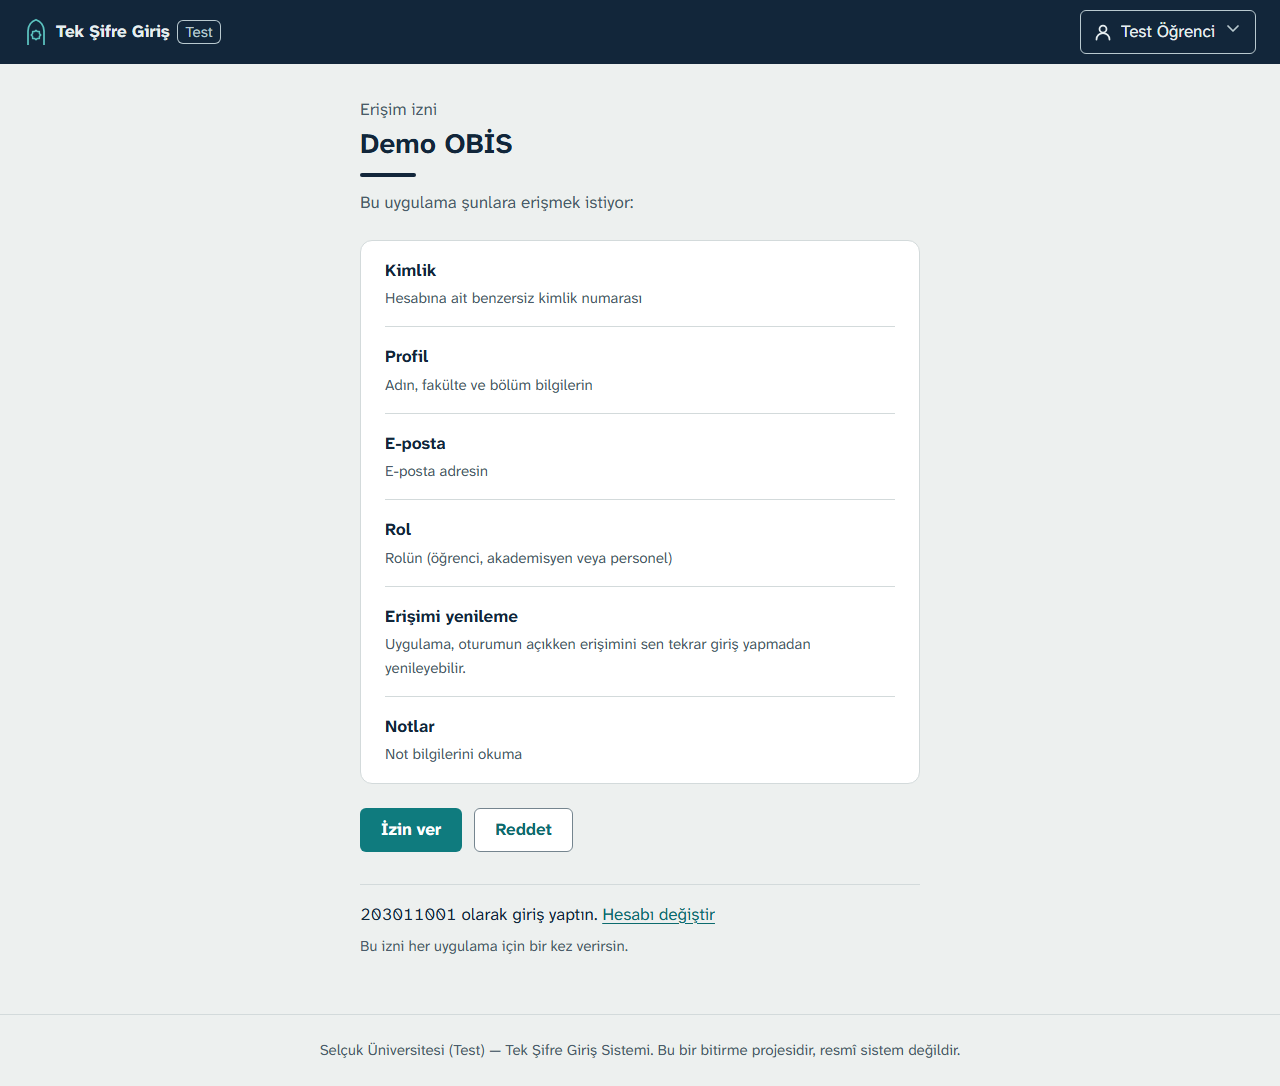 Tek Şifre Giriş Test
Test Öğrenci
Erişim izni
Demo OBİS
Bu uygulama şunlara erişmek istiyor:
Kimlik
Hesabına ait benzersiz kimlik numarası
Profil
Adın, fakülte ve bölüm bilgilerin
E-posta
E-posta adresin
Rol
Rolün (öğrenci, akademisyen veya personel)
Erişimi yenileme
Uygulama, oturumun açıkken erişimini sen tekrar giriş yapmadan
yenileyebilir.
Notlar
Not bilgilerini okuma
İzin ver
Reddet
203011001 olarak giriş yaptın. Hesabı değiştir
Bu izni her uygulama için bir kez verirsin.
Selçuk Üniversitesi (Test) — Tek Şifre Giriş Sistemi. Bu bir bitirme projesidir, resmî sistem değildir.